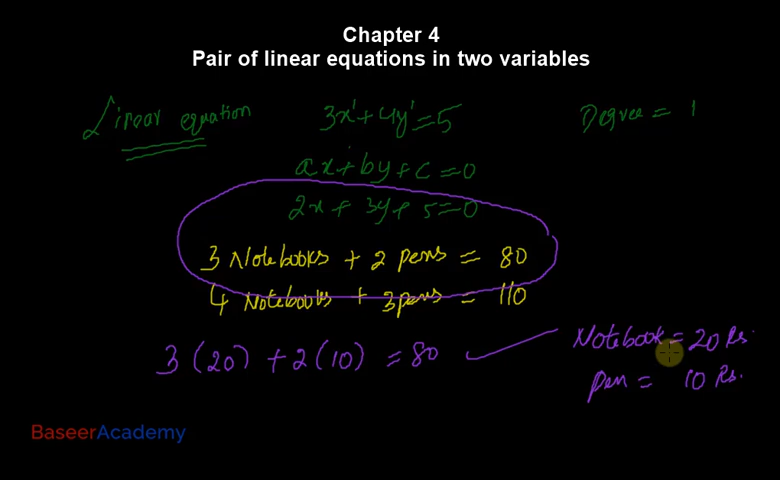 Chapter 4
Pair of linear equations in two variables
Linear equation 3x¹+4y¹=5 Degree = 1
ax+by+c=0
2x+3y+5=0
3 Notebooks + 2 pens = 80
4 Notebooks + 3 pens = 110
3(20)+2(10)=80 Notebook=20 Rs.
Pen = 10 Rs.
BaseerAcademy